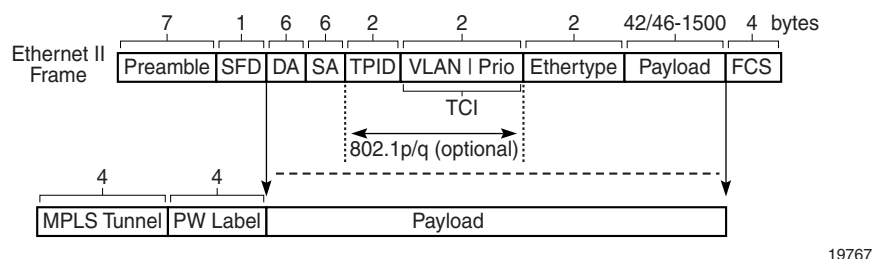 7 1 6 6 2 2 2 42/46-1500 4 bytes
Ethernet II
Frame
Preamble SFD DA SA TPID VLAN | Prio Ethertype Payload FCS
TCI
802.1p/q (optional)
4 4
MPLS Tunnel PW Label Payload
19767